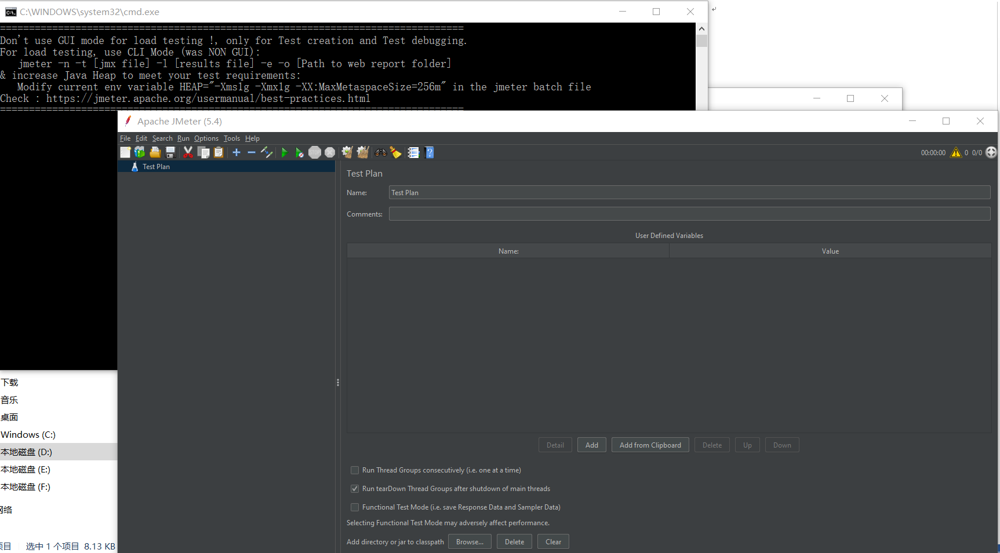 C:\WINDOWS\system32\cmd.exe
================================================================================
Don't use GUI mode for load testing !, only for Test creation and Test debugging.
For load testing, use CLI Mode (was NON GUI):
   jmeter -n -t [jmx file] -l [results file] -e -o [Path to web report folder]
& increase Java Heap to meet your test requirements:
   Modify current env variable HEAP="-Xms1g -Xmx1g -XX:MaxMetaspaceSize=256m" in the jmeter batch file
Check : https://jmeter.apache.org/usermanual/best-practices.html
================================================================================
Apache JMeter (5.4)
File Edit Search Run Options Tools Help
00:00:00 0 0/0
Test Plan
Test Plan
Name: Test Plan
Comments:
User Defined Variables
Name: Value
Detail Add Add from Clipboard Delete Up Down
Run Thread Groups consecutively (i.e. one at a time)
Run tearDown Thread Groups after shutdown of main threads
Functional Test Mode (i.e. save Response Data and Sampler Data)
Selecting Functional Test Mode may adversely affect performance.
Add directory or jar to classpath Browse... Delete Clear
下载
音乐
桌面
Windows (C:)
本地磁盘 (D:)
本地磁盘 (E:)
本地磁盘 (F:)
网络
项目 选中 1 个项目 8.13 KB